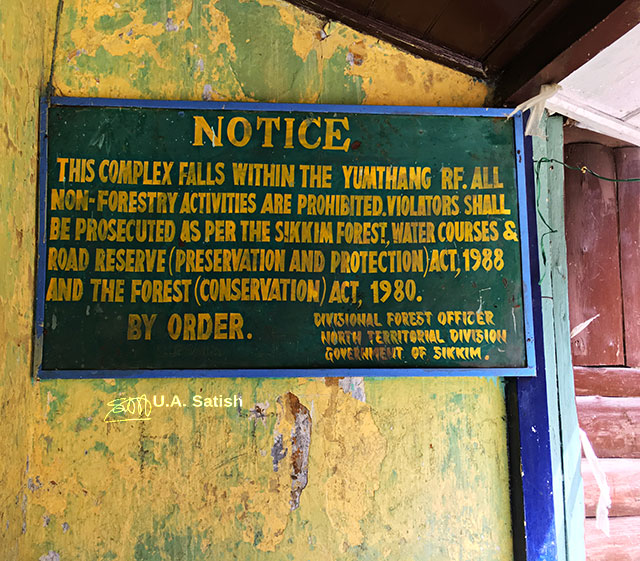 NOTICE
THIS COMPLEX FALLS WITHIN THE YUMTHANG RF. ALL
NON-FORESTRY ACTIVITIES ARE PROHIBITED. VIOLATORS SHALL
BE PROSECUTED AS PER THE SIKKIM FOREST, WATER COURSES &
ROAD RESERVE (PRESERVATION AND PROTECTION) ACT, 1988
AND THE FOREST (CONSERVATION) ACT, 1980.
BY ORDER.
DIVISIONAL FOREST OFFICER
NORTH TERRITORIAL DIVISION
GOVERNMENT OF SIKKIM.
U.A. Satish